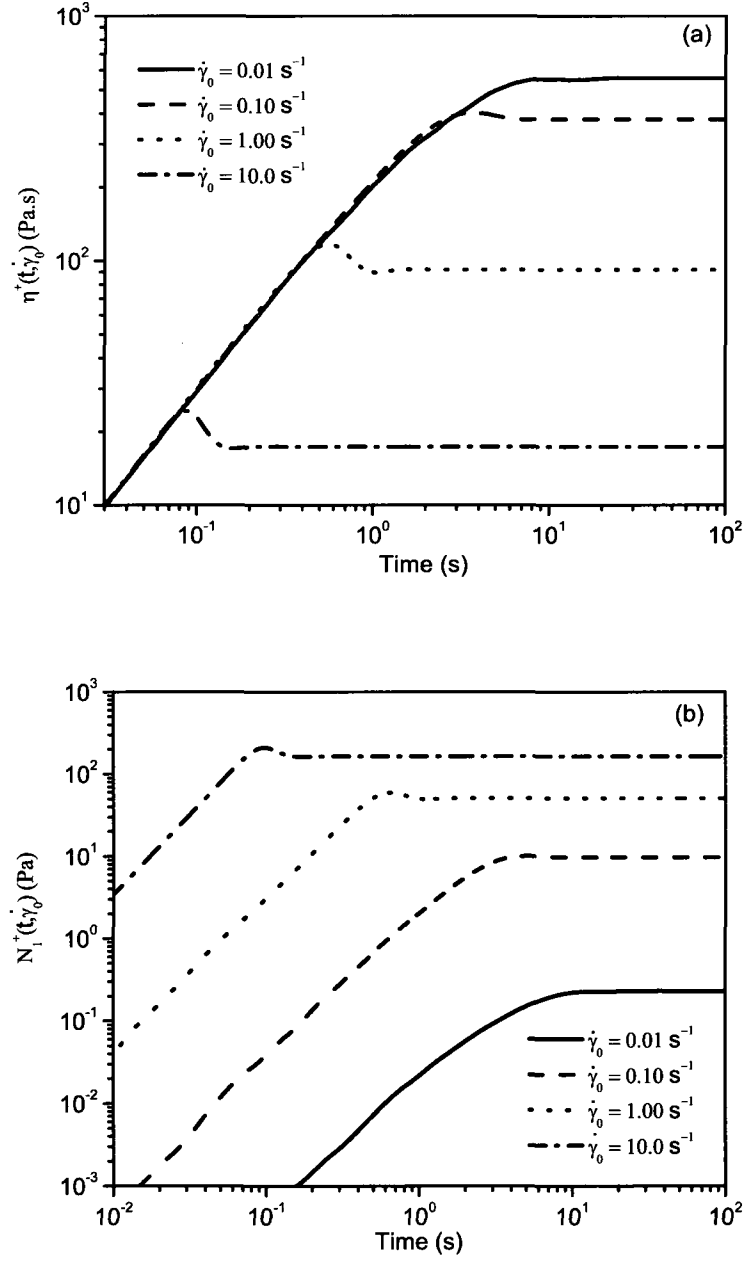 (a)
10³
10²
10¹
η⁺(t,γ̇₀) (Pa.s)
γ̇₀ = 0.01 s⁻¹
γ̇₀ = 0.10 s⁻¹
γ̇₀ = 1.00 s⁻¹
γ̇₀ = 10.0 s⁻¹
10⁻¹ 10⁰ 10¹ 10²
Time (s)
(b)
10³
10²
10¹
10⁰
10⁻¹
10⁻²
10⁻³
N₁⁺(t,γ̇₀) (Pa)
γ̇₀ = 0.01 s⁻¹
γ̇₀ = 0.10 s⁻¹
γ̇₀ = 1.00 s⁻¹
γ̇₀ = 10.0 s⁻¹
10⁻² 10⁻¹ 10⁰ 10¹ 10²
Time (s)